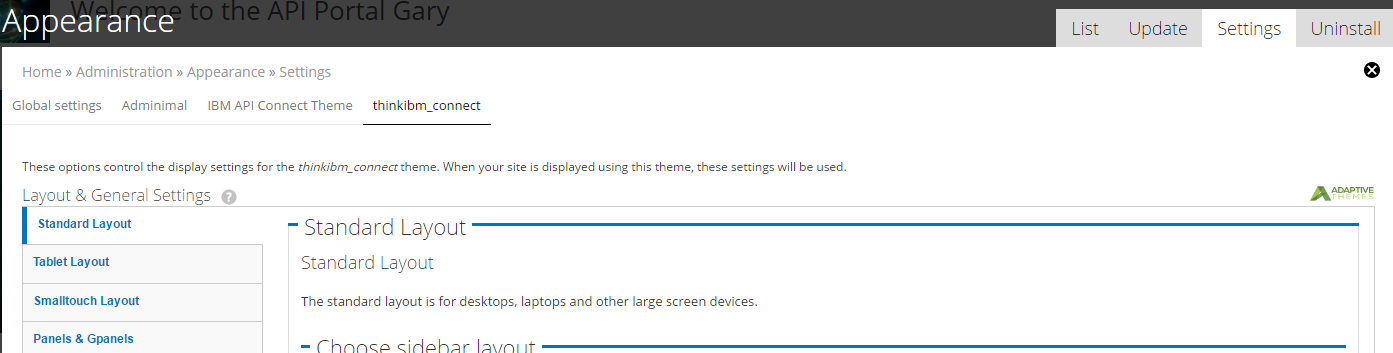 Welcome to the API Portal Gary
Appearance
List Update Settings Uninstall
Home » Administration » Appearance » Settings
Global settings Adminimal IBM API Connect Theme thinkibm_connect
These options control the display settings for the thinkibm_connect theme. When your site is displayed using this theme, these settings will be used.
Layout & General Settings ?
ADAPTIVE
THEMES
Standard Layout
Tablet Layout
Smalltouch Layout
Panels & Gpanels
Standard Layout
Standard Layout
The standard layout is for desktops, laptops and other large screen devices.
Choose sidebar layout